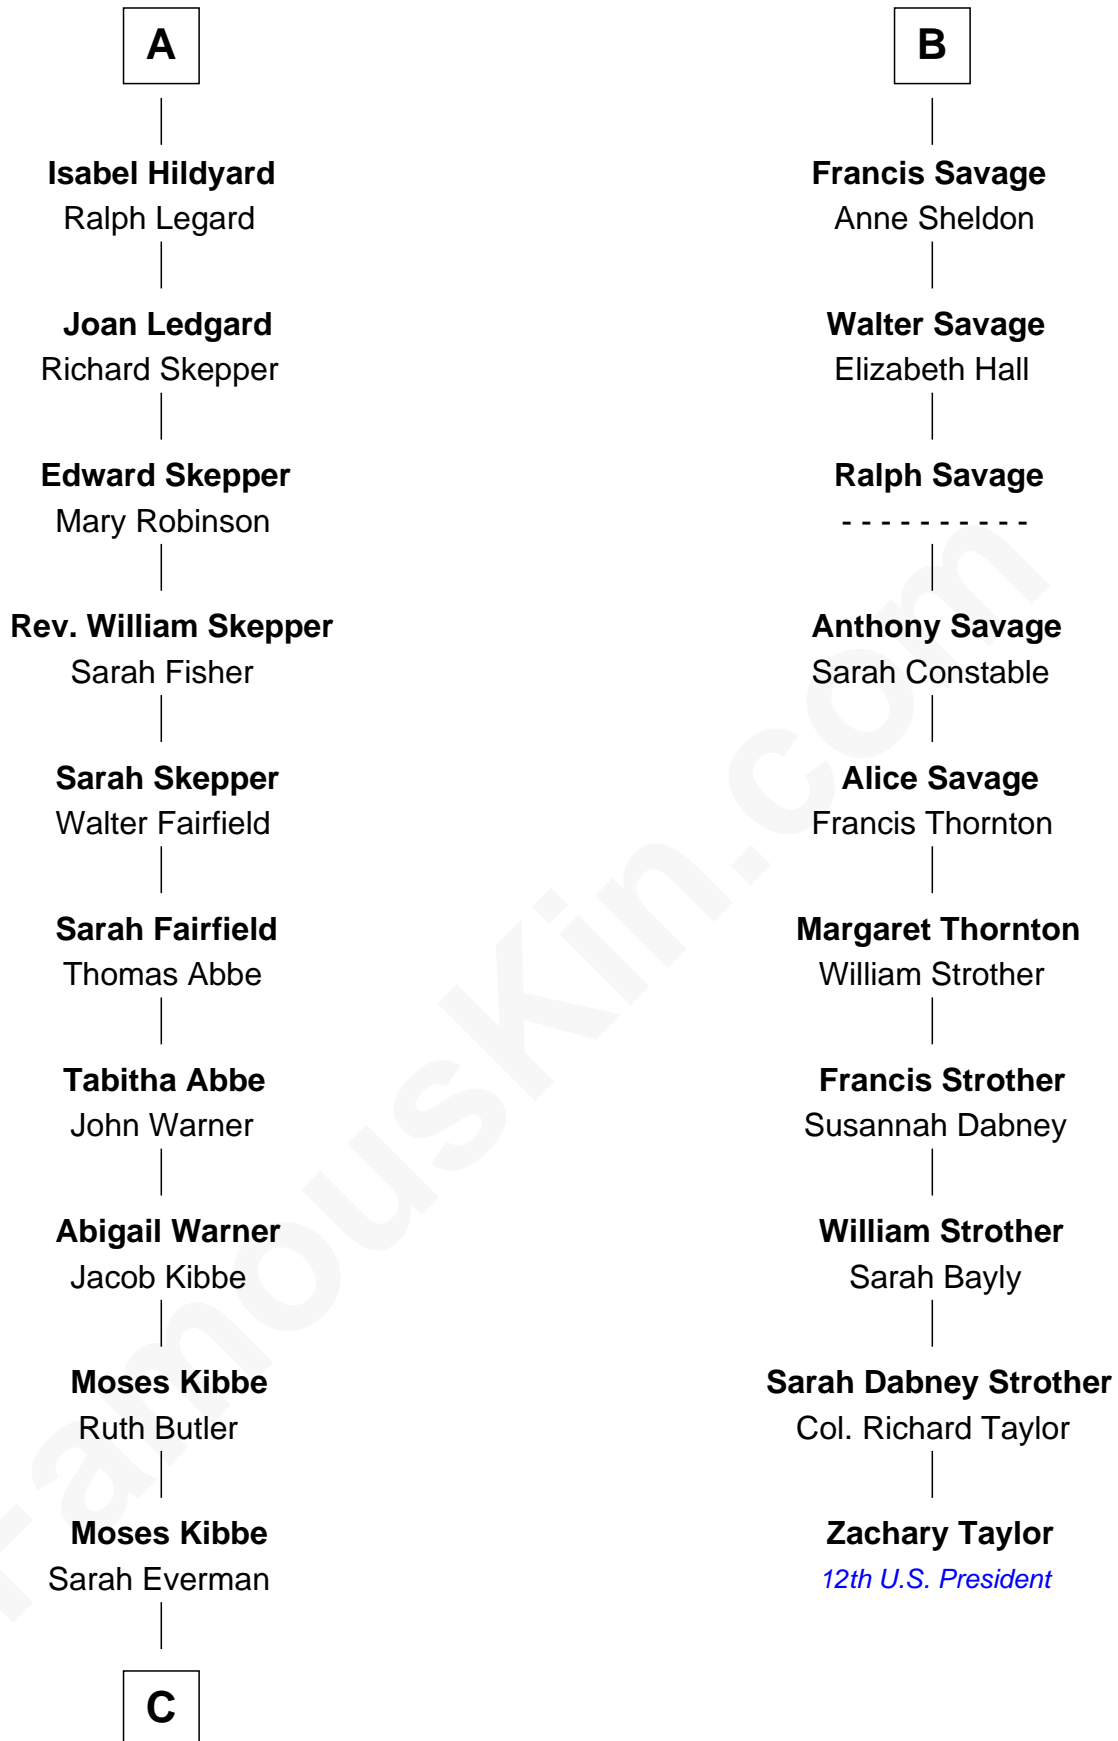 A
Isabel Hildyard
Ralph Legard
Joan Ledgard
Richard Skepper
Edward Skepper
Mary Robinson
Rev. William Skepper
Sarah Fisher
Sarah Skepper
Walter Fairfield
Sarah Fairfield
Thomas Abbe
Tabitha Abbe
John Warner
Abigail Warner
Jacob Kibbe
Moses Kibbe
Ruth Butler
Moses Kibbe
Sarah Everman
C
B
Francis Savage
Anne Sheldon
Walter Savage
Elizabeth Hall
Ralph Savage
- - - - - - - - - -
Anthony Savage
Sarah Constable
Alice Savage
Francis Thornton
Margaret Thornton
William Strother
Francis Strother
Susannah Dabney
William Strother
Sarah Bayly
Sarah Dabney Strother
Col. Richard Taylor
Zachary Taylor
12th U.S. President
FamousKin.com